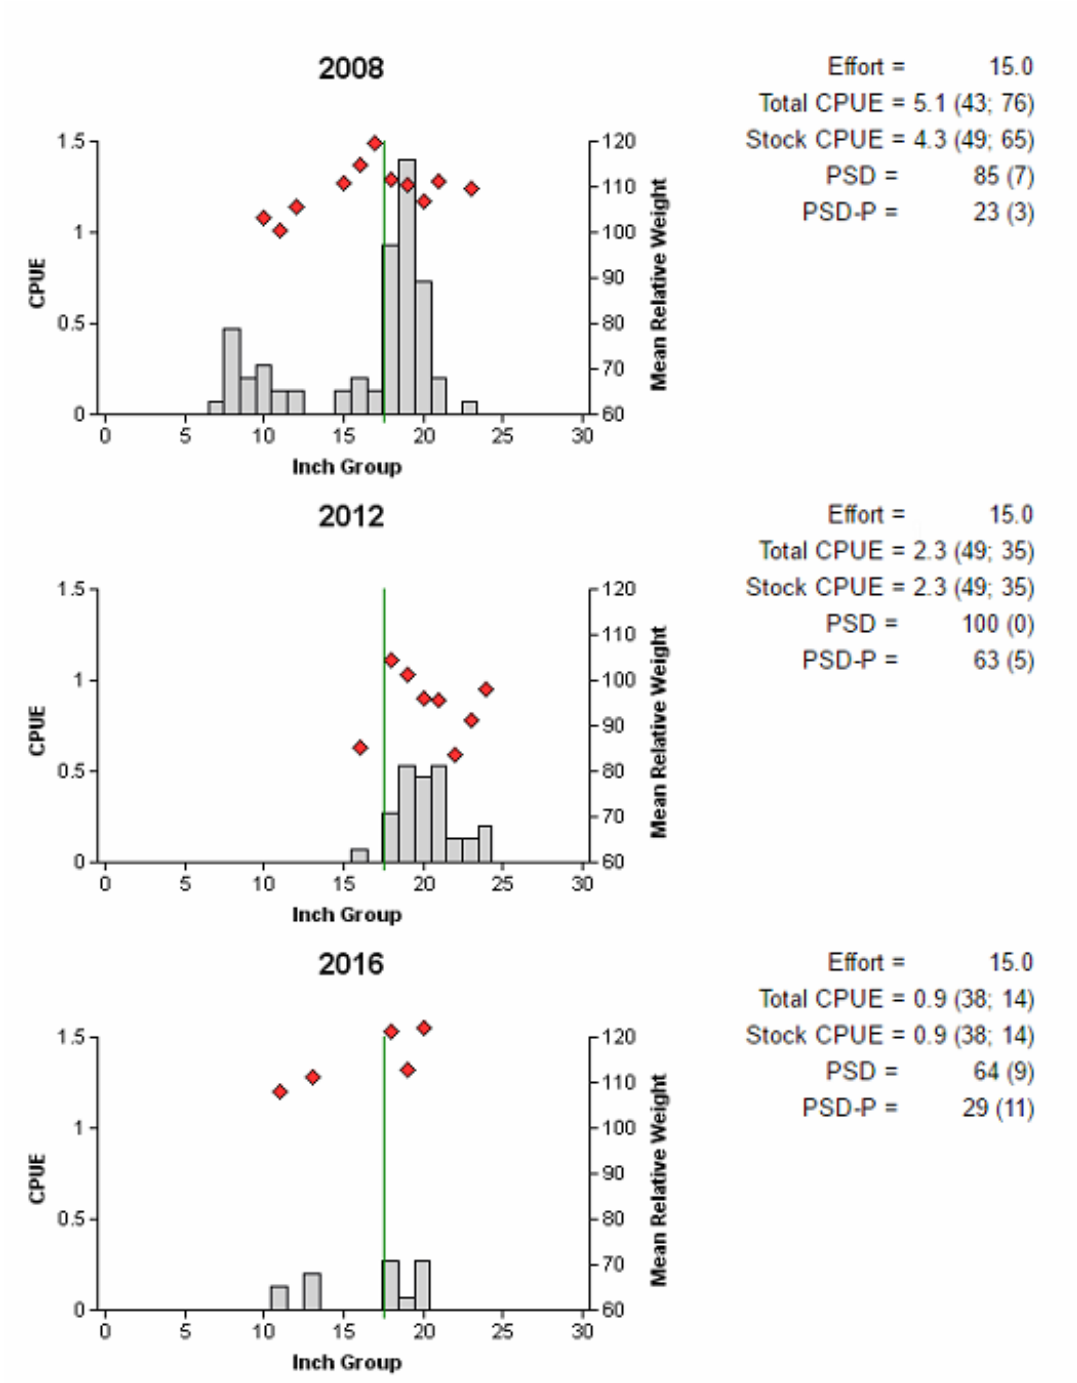 2008
Effort = 15.0
Total CPUE = 5.1 (43; 76)
Stock CPUE = 4.3 (49; 65)
PSD = 85 (7)
PSD-P = 23 (3)
1.5 120
110
1 100
90
0.5 80
70
0 60
CPUE
Mean Relative Weight
0 5 10 15 20 25 30
Inch Group
2012
Effort = 15.0
Total CPUE = 2.3 (49; 35)
Stock CPUE = 2.3 (49; 35)
PSD = 100 (0)
PSD-P = 63 (5)
1.5 120
110
1 100
90
0.5 80
70
0 60
CPUE
Mean Relative Weight
0 5 10 15 20 25 30
Inch Group
2016
Effort = 15.0
Total CPUE = 0.9 (38; 14)
Stock CPUE = 0.9 (38; 14)
PSD = 64 (9)
PSD-P = 29 (11)
1.5 120
110
1 100
90
0.5 80
70
0 60
CPUE
Mean Relative Weight
0 5 10 15 20 25 30
Inch Group